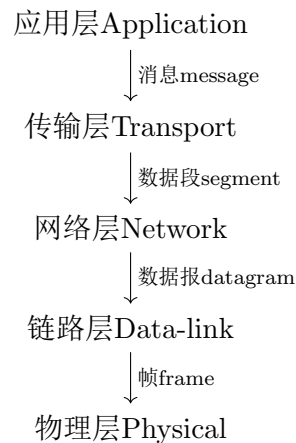 应用层Application
消息message
传输层Transport
数据段segment
网络层Network
数据报datagram
链路层Data-link
帧frame
物理层Physical